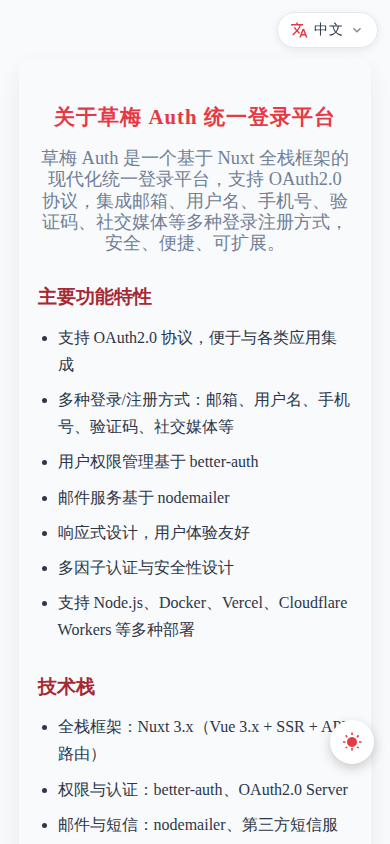 中文
关于草梅 Auth 统一登录平台
草梅 Auth 是一个基于 Nuxt 全栈框架的
现代化统一登录平台，支持 OAuth2.0
协议，集成邮箱、用户名、手机号、验
证码、社交媒体等多种登录注册方式，
安全、便捷、可扩展。
主要功能特性
支持 OAuth2.0 协议，便于与各类应用集
成
多种登录/注册方式：邮箱、用户名、手机
号、验证码、社交媒体等
用户权限管理基于 better-auth
邮件服务基于 nodemailer
响应式设计，用户体验友好
多因子认证与安全性设计
支持 Node.js、Docker、Vercel、Cloudflare
Workers 等多种部署
技术栈
全栈框架：Nuxt 3.x（Vue 3.x + SSR +
路由）
权限与认证：better-auth、OAuth2.0 Server
邮件与短信：nodemailer、第三方短信服